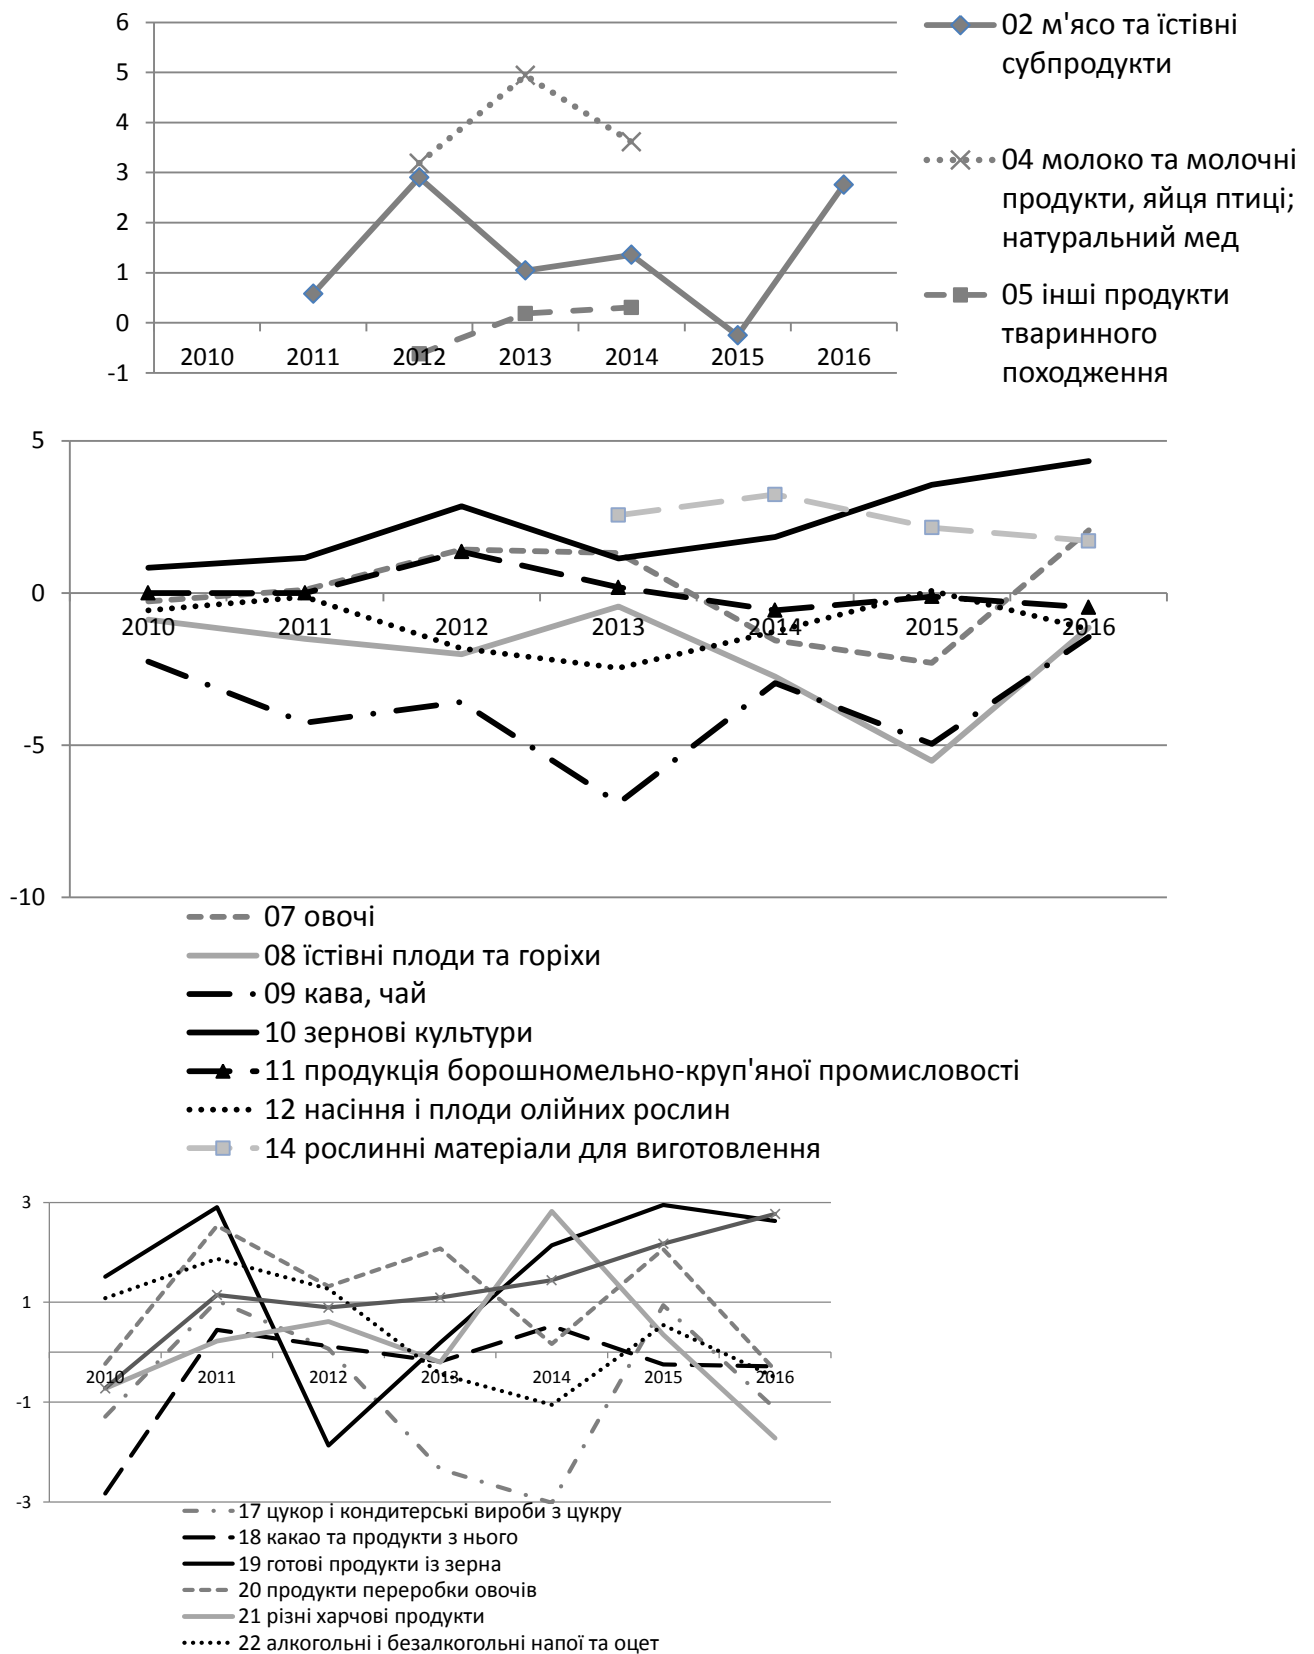 6
5
4
3
2
1
0
-1
2010 2011 2012 2013 2014 2015 2016
02 м'ясо та їстівні
субпродукти
04 молоко та молочні
продукти, яйця птиці;
натуральний мед
05 інші продукти
тваринного
походження
5
0
-5
-10
2010 2011 2012 2013 2014 2015 2016
07 овочі
08 їстівні плоди та горіхи
09 кава, чай
10 зернові культури
11 продукція борошномельно-круп'яної промисловості
12 насіння і плоди олійних рослин
14 рослинні матеріали для виготовлення
3
1
-1
-3
2010 2011 2012 2013 2014 2015 2016
17 цукор і кондитерські вироби з цукру
18 какао та продукти з нього
19 готові продукти із зерна
20 продукти переробки овочів
21 різні харчові продукти
22 алкогольні і безалкогольні напої та оцет